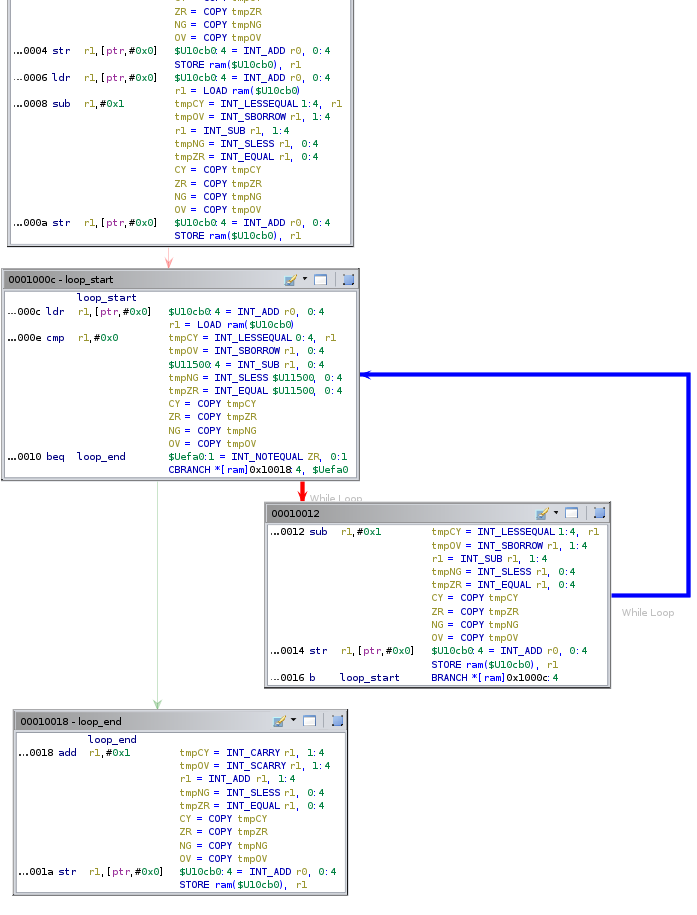 ZR = COPY tmpZR
NG = COPY tmpNG
OV = COPY tmpOV
...0004 str r1,[ptr,#0x0] $U10cb0:4 = INT_ADD r0, 0:4
STORE ram($U10cb0), r1
...0006 ldr r1,[ptr,#0x0] $U10cb0:4 = INT_ADD r0, 0:4
r1 = LOAD ram($U10cb0)
...0008 sub r1,#0x1 tmpCY = INT_LESSEQUAL 1:4, r1
tmpOV = INT_SBORROW r1, 1:4
r1 = INT_SUB r1, 1:4
tmpNG = INT_SLESS r1, 0:4
tmpZR = INT_EQUAL r1, 0:4
CY = COPY tmpCY
ZR = COPY tmpZR
NG = COPY tmpNG
OV = COPY tmpOV
...000a str r1,[ptr,#0x0] $U10cb0:4 = INT_ADD r0, 0:4
STORE ram($U10cb0), r1
0001000c - loop_start
loop_start
...000c ldr r1,[ptr,#0x0] $U10cb0:4 = INT_ADD r0, 0:4
r1 = LOAD ram($U10cb0)
...000e cmp r1,#0x0 tmpCY = INT_LESSEQUAL 0:4, r1
tmpOV = INT_SBORROW r1, 0:4
$U11500:4 = INT_SUB r1, 0:4
tmpNG = INT_SLESS $U11500, 0:4
tmpZR = INT_EQUAL $U11500, 0:4
CY = COPY tmpCY
ZR = COPY tmpZR
NG = COPY tmpNG
OV = COPY tmpOV
...0010 beq loop_end $Uefa0:1 = INT_NOTEQUAL ZR, 0:1
CBRANCH *[ram]0x10018:4, $Uefa0
While Loop
00010012
...0012 sub r1,#0x1 tmpCY = INT_LESSEQUAL 1:4, r1
tmpOV = INT_SBORROW r1, 1:4
r1 = INT_SUB r1, 1:4
tmpNG = INT_SLESS r1, 0:4
tmpZR = INT_EQUAL r1, 0:4
CY = COPY tmpCY
ZR = COPY tmpZR
NG = COPY tmpNG
OV = COPY tmpOV
...0014 str r1,[ptr,#0x0] $U10cb0:4 = INT_ADD r0, 0:4
STORE ram($U10cb0), r1
...0016 b loop_start BRANCH *[ram]0x1000c:4
While Loop
00010018 - loop_end
loop_end
...0018 add r1,#0x1 tmpCY = INT_CARRY r1, 1:4
tmpOV = INT_SCARRY r1, 1:4
r1 = INT_ADD r1, 1:4
tmpNG = INT_SLESS r1, 0:4
tmpZR = INT_EQUAL r1, 0:4
CY = COPY tmpCY
ZR = COPY tmpZR
NG = COPY tmpNG
OV = COPY tmpOV
...001a str r1,[ptr,#0x0] $U10cb0:4 = INT_ADD r0, 0:4
STORE ram($U10cb0), r1